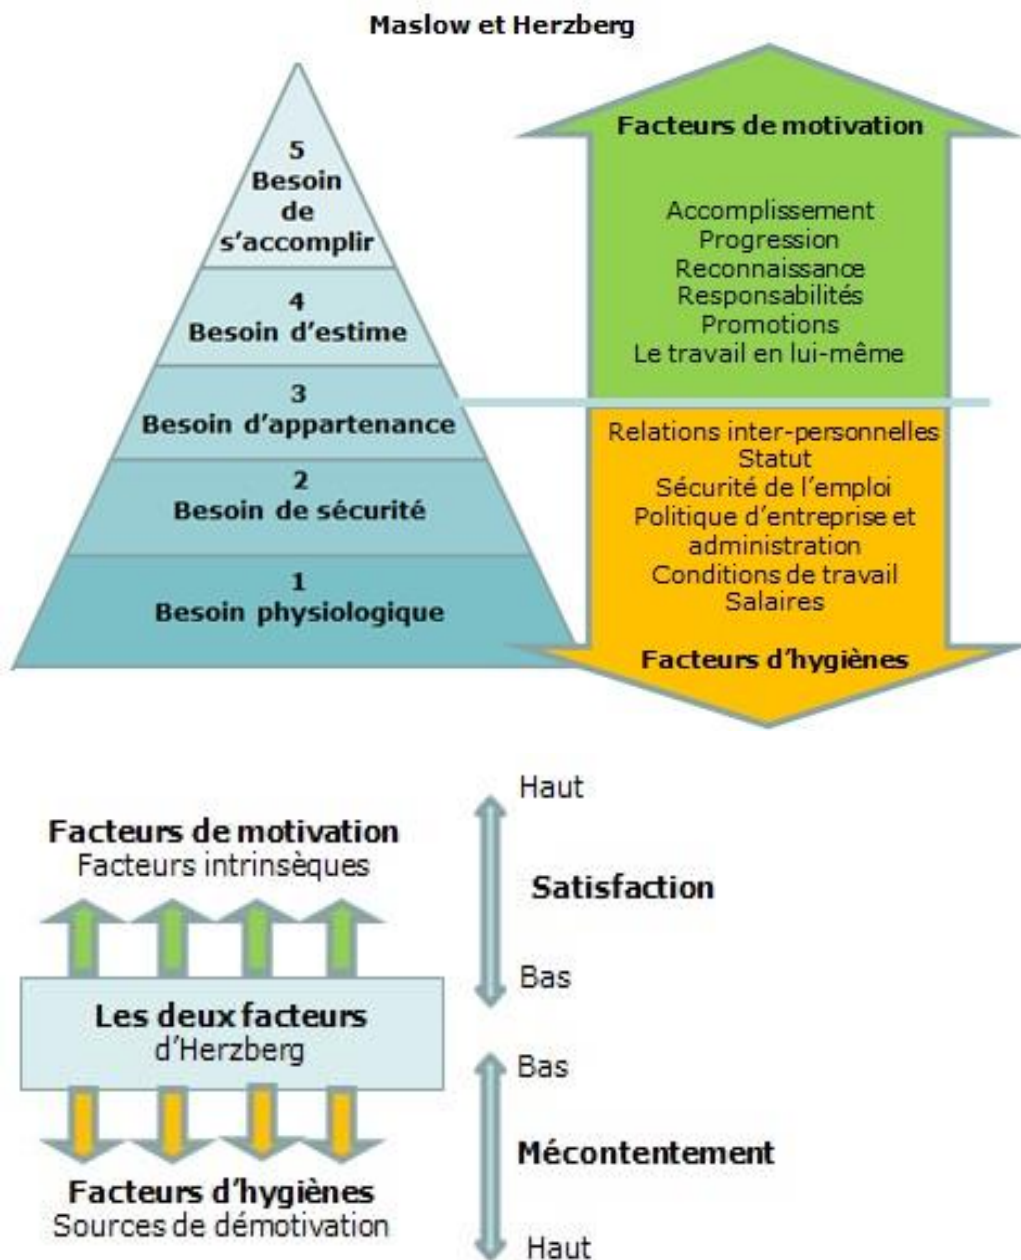 Maslow et Herzberg
5
Besoin
de
s'accomplir
4
Besoin d'estime
3
Besoin d'appartenance
2
Besoin de sécurité
1
Besoin physiologique
Facteurs de motivation
Accomplissement
Progression
Reconnaissance
Responsabilités
Promotions
Le travail en lui-même
Relations inter-personnelles
Statut
Sécurité de l'emploi
Politique d'entreprise et
administration
Conditions de travail
Salaires
Facteurs d'hygiènes
Facteurs de motivation
Facteurs intrinsèques
Les deux facteurs
d'Herzberg
Facteurs d'hygiènes
Sources de démotivation
Haut
Satisfaction
Bas
Bas
Mécontentement
Haut